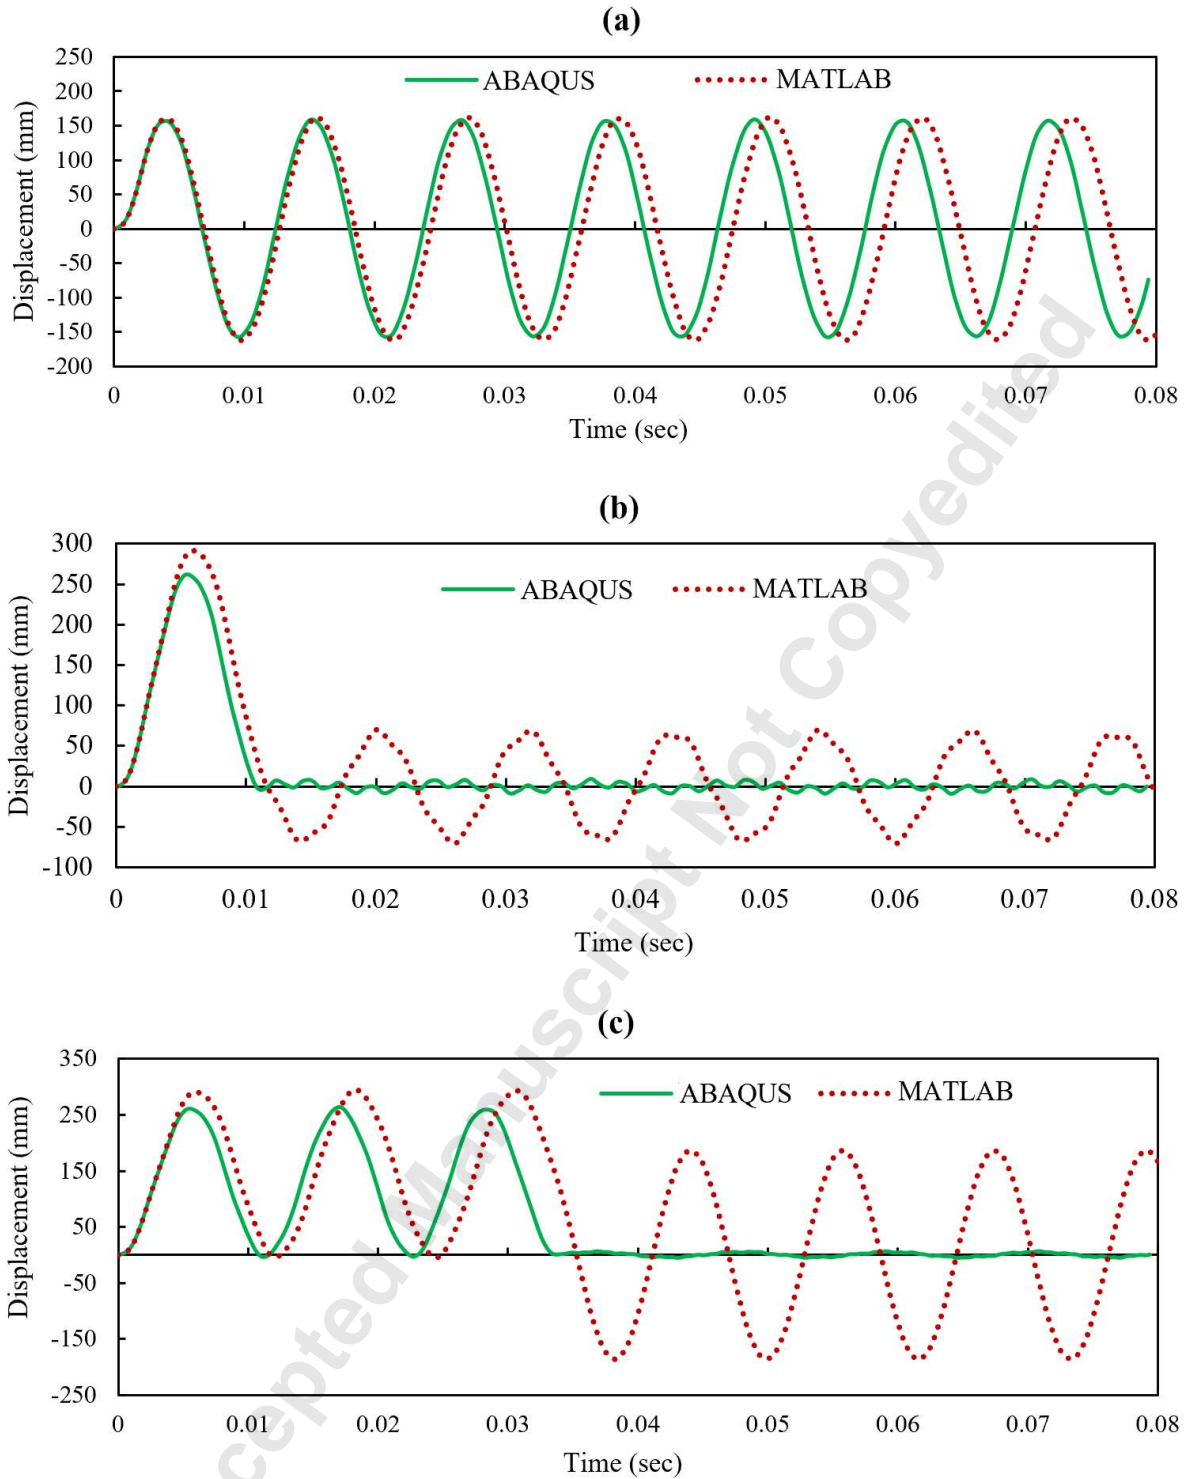 (a)
250
200
150
100
50
0
-50
-100
-150
-200
Displacement (mm)
ABAQUS MATLAB
0 0.01 0.02 0.03 0.04 0.05 0.06 0.07 0.08
Time (sec)
(b)
300
250
200
150
100
50
0
-50
-100
Displacement (mm)
ABAQUS MATLAB
0 0.01 0.02 0.03 0.04 0.05 0.06 0.07 0.08
Time (sec)
(c)
350
250
150
50
-50
-150
-250
Displacement (mm)
ABAQUS MATLAB
0 0.01 0.02 0.03 0.04 0.05 0.06 0.07 0.08
Time (sec)
cepted Manuscript Not Copyedited